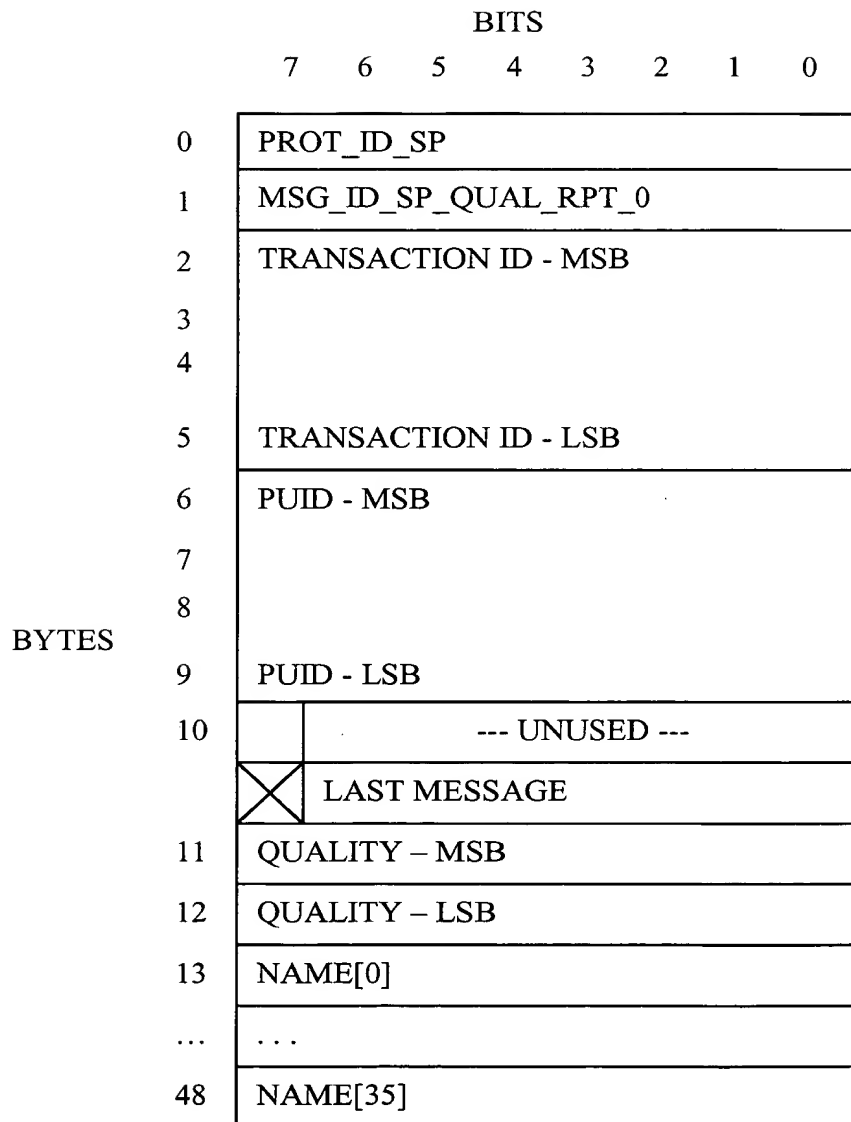 BITS
7 6 5 4 3 2 1 0
0 PROT_ID_SP
1 MSG_ID_SP_QUAL_RPT_0
2 TRANSACTION ID - MSB
3
4
5 TRANSACTION ID - LSB
6 PUID - MSB
7
8
BYTES
9 PUID - LSB
10 --- UNUSED ---
LAST MESSAGE
11 QUALITY – MSB
12 QUALITY – LSB
13 NAME[0]
... . . .
48 NAME[35]